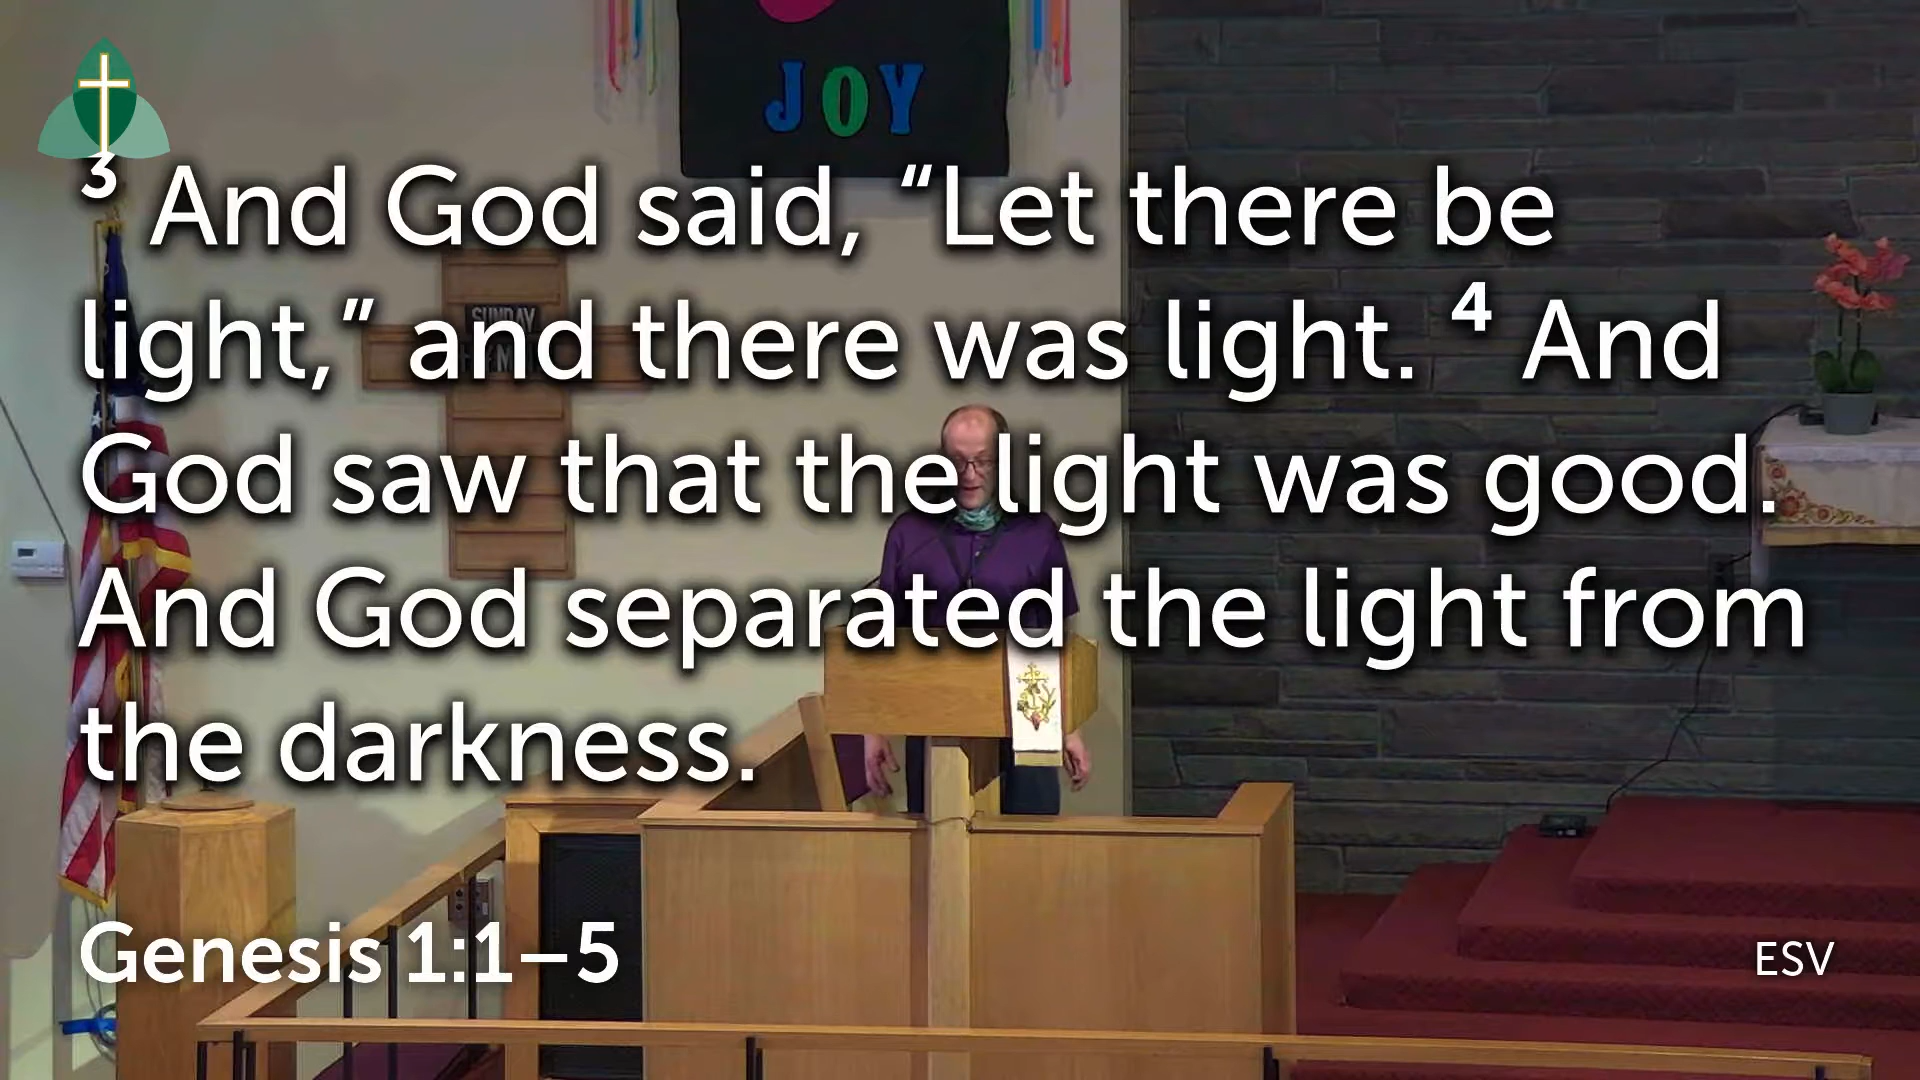 JOY
³ And God said, “Let there be
light,” and there was light. ⁴ And
God saw that the light was good.
And God separated the light from
the darkness.
SUNDAY
Genesis 1:1–5
ESV